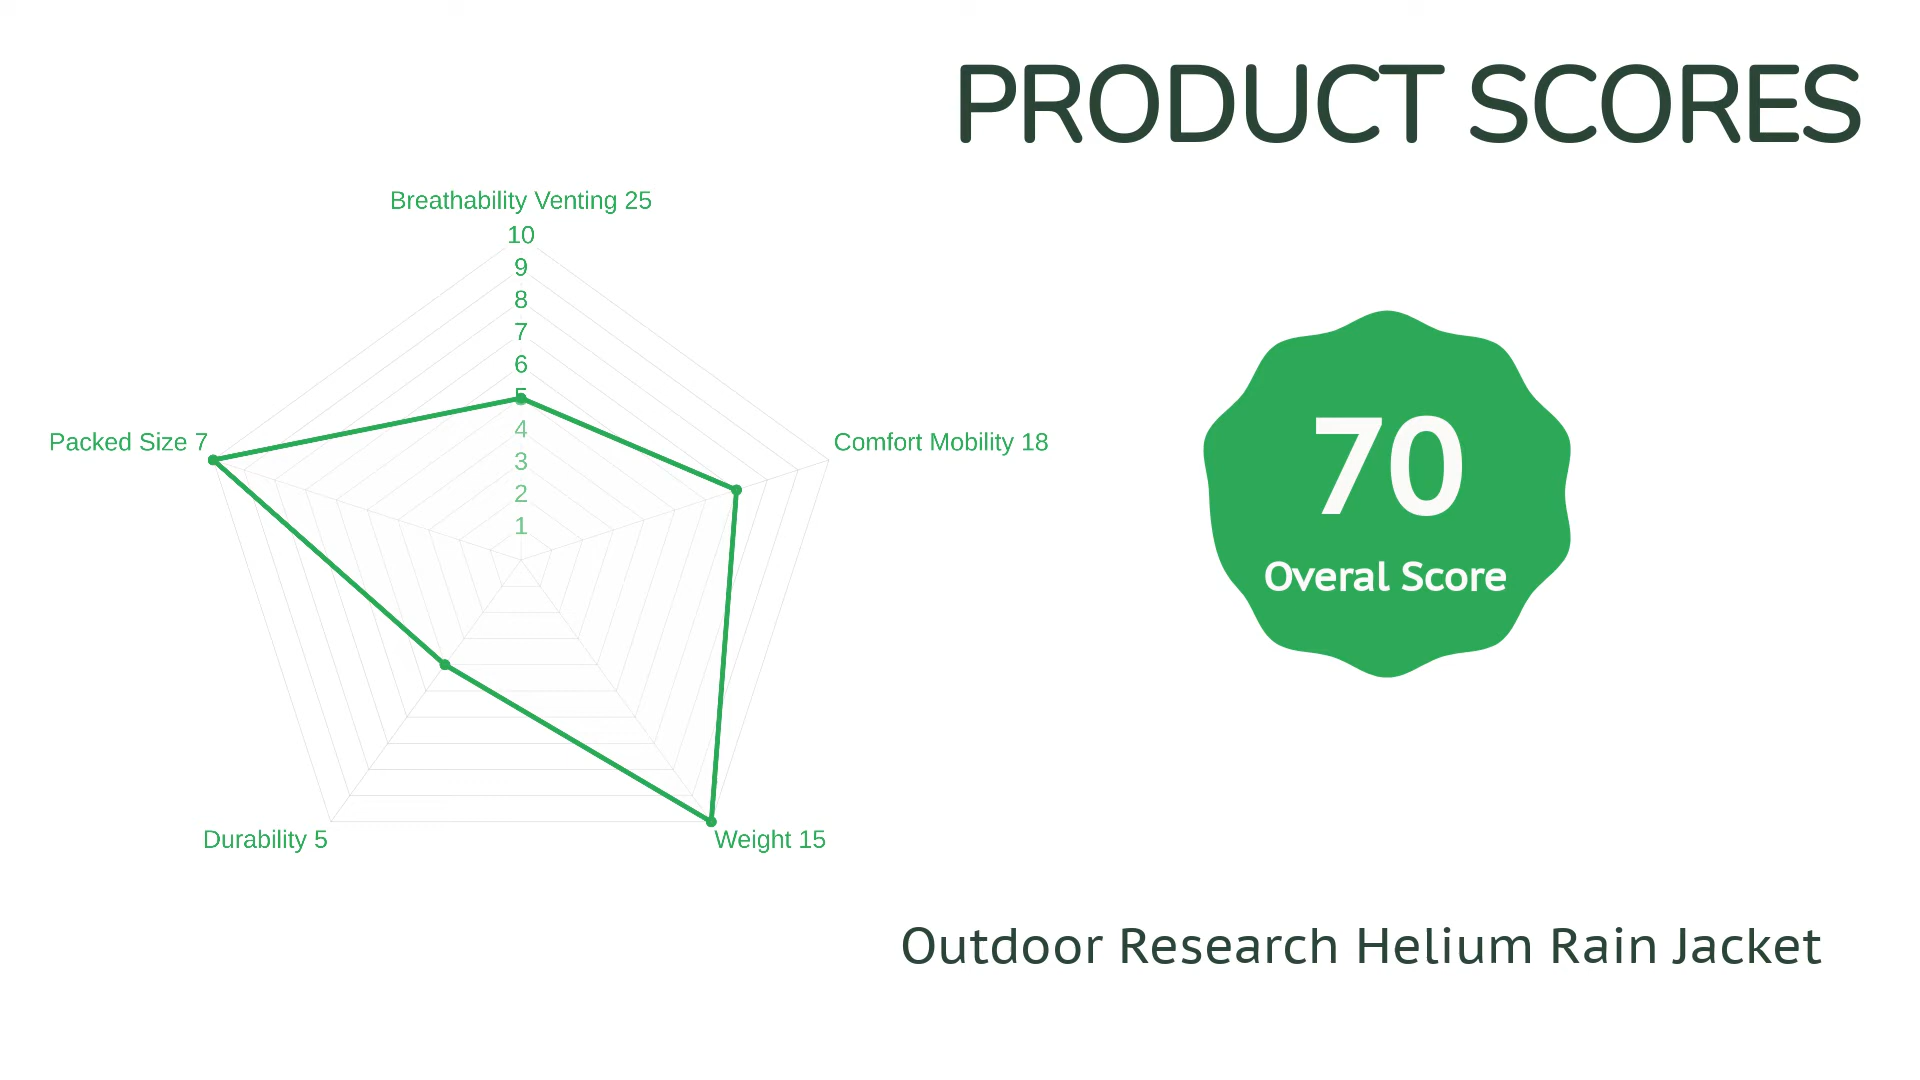 PRODUCT SCORES
Breathability Venting 25
10
9
8
7
6
5
4
3
2
1
Packed Size 7
Comfort Mobility 18
Durability 5
Weight 15
70
Overal Score
Outdoor Research Helium Rain Jacket